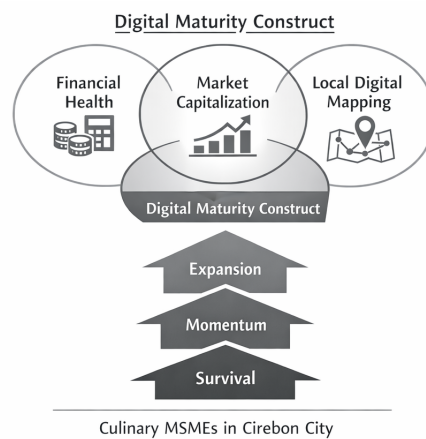 Digital Maturity Construct
Financial
Health
Market
Capitalization
Local Digital
Mapping
Digital Maturity Construct
Expansion
Momentum
Survival
Culinary MSMEs in Cirebon City